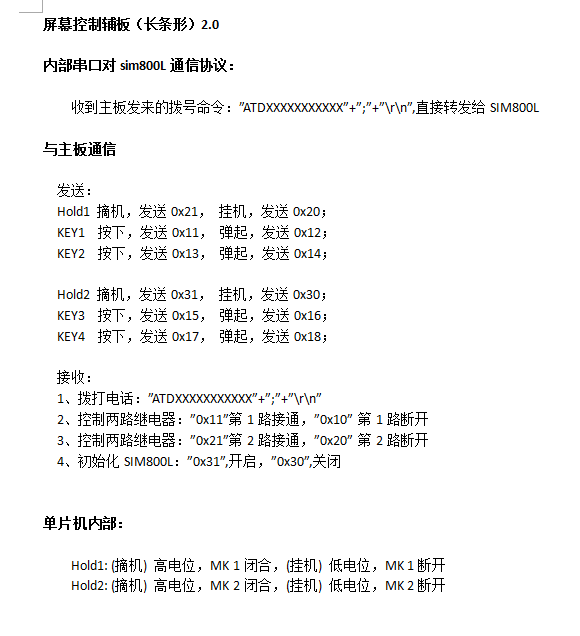 屏幕控制辅板（长条形）2.0
内部串口对 sim800L 通信协议：
收到主板发来的拨号命令：”ATDXXXXXXXXXXX”+”;”+”\r\n”,直接转发给 SIM800L
与主板通信
发送：
Hold1 摘机，发送 0x21， 挂机，发送 0x20；
KEY1 按下，发送 0x11， 弹起，发送 0x12；
KEY2 按下，发送 0x13， 弹起，发送 0x14；
Hold2 摘机，发送 0x31， 挂机，发送 0x30；
KEY3 按下，发送 0x15， 弹起，发送 0x16；
KEY4 按下，发送 0x17， 弹起，发送 0x18；
接收：
1、拨打电话：”ATDXXXXXXXXXXX”+”;”+”\r\n”
2、控制两路继电器：”0x11”第 1 路接通，”0x10” 第 1 路断开
3、控制两路继电器：”0x21”第 2 路接通，”0x20” 第 2 路断开
4、初始化 SIM800L：”0x31”,开启，”0x30”,关闭
单片机内部：
Hold1: (摘机) 高电位，MK 1 闭合，(挂机) 低电位，MK 1 断开
Hold2: (摘机) 高电位，MK 2 闭合，(挂机) 低电位，MK 2 断开